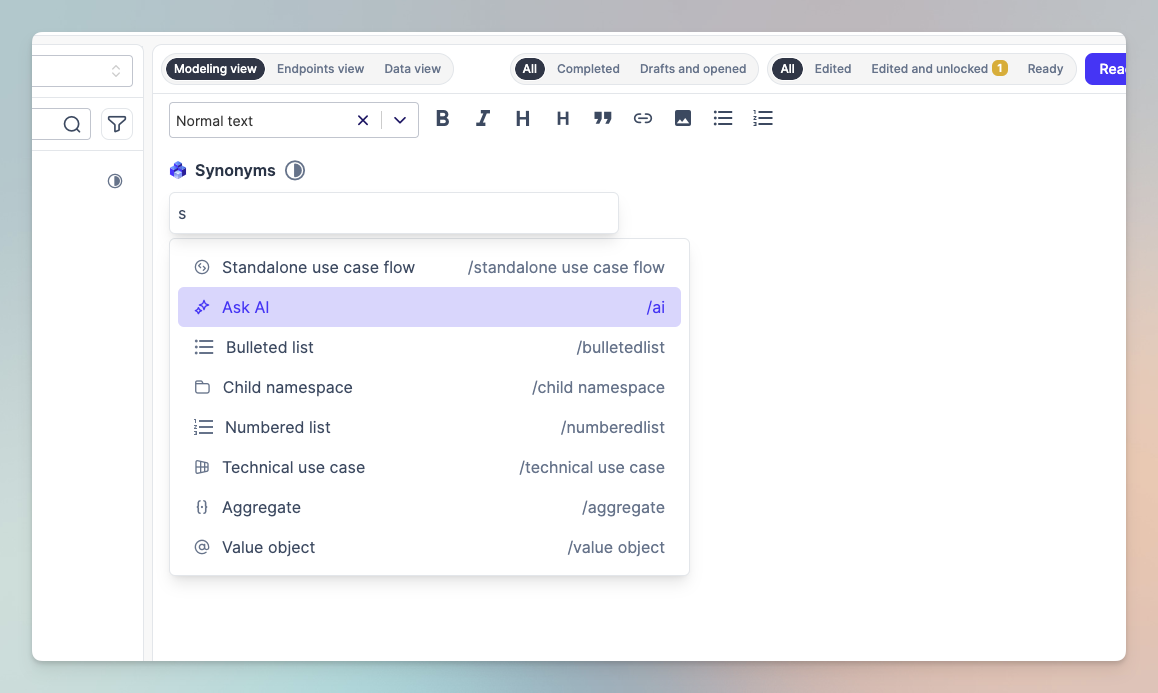 Modeling view Endpoints view Data view All Completed Drafts and opened All Edited Edited and unlocked 1 Ready
Normal text
Synonyms
s
Standalone use case flow /standalone use case flow
Ask AI /ai
Bulleted list /bulletedlist
Child namespace /child namespace
Numbered list /numberedlist
Technical use case /technical use case
Aggregate /aggregate
Value object /value object